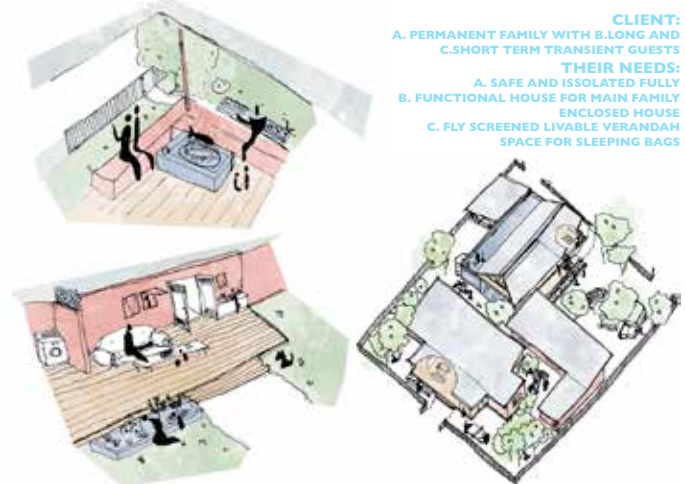 CLIENT:
A. PERMANENT FAMILY WITH B.LONG AND
C.SHORT TERM TRANSIENT GUESTS
THEIR NEEDS:
A. SAFE AND ISSOLATED FULLY
B. FUNCTIONAL HOUSE FOR MAIN FAMILY
ENCLOSED HOUSE
C. FLY SCREENED LIVABLE VERANDAH
SPACE FOR SLEEPING BAGS